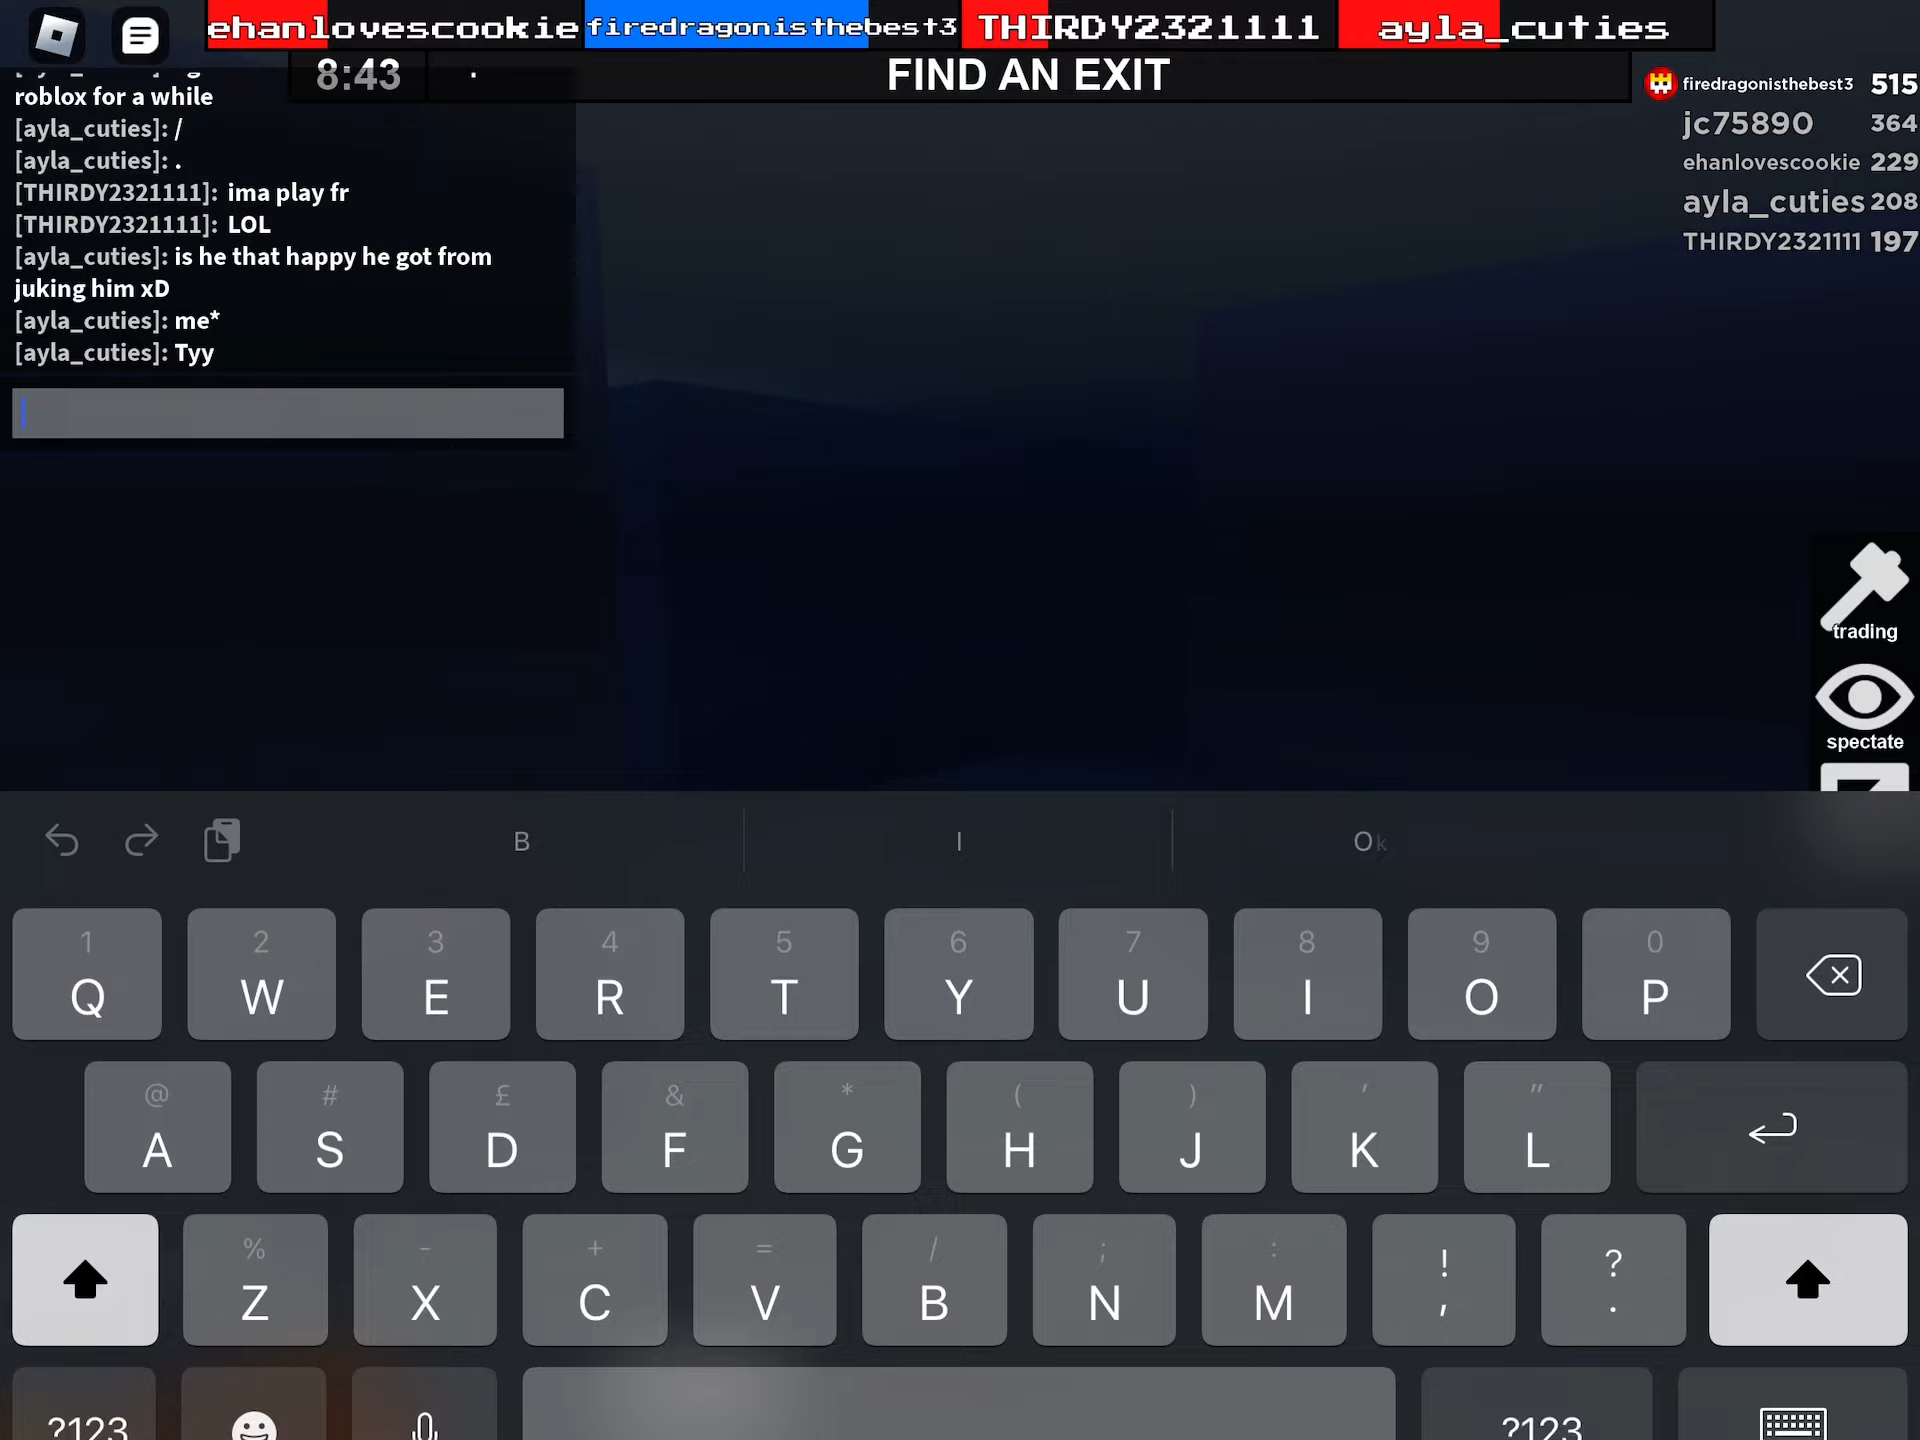 ehanlovescookie firedragonisthebest3 THIRDY2321111 ayla_cuties
8:43 FIND AN EXIT
roblox for a while
[ayla_cuties]: /
[ayla_cuties]: .
[THIRDY2321111]: ima play fr
[THIRDY2321111]: LOL
[ayla_cuties]: is he that happy he got from
juking him xD
[ayla_cuties]: me*
[ayla_cuties]: Tyy
firedragonisthebest3 515
jc75890 364
ehanlovescookie 229
ayla_cuties 208
THIRDY2321111 197
trading
spectate
B I Ok
1 2 3 4 5 6 7 8 9 0
Q W E R T Y U I O P
@ # £ & * ( ) ' "
A S D F G H J K L
% - + = / ; : ! ?
Z X C V B N M , .
?123 ?123